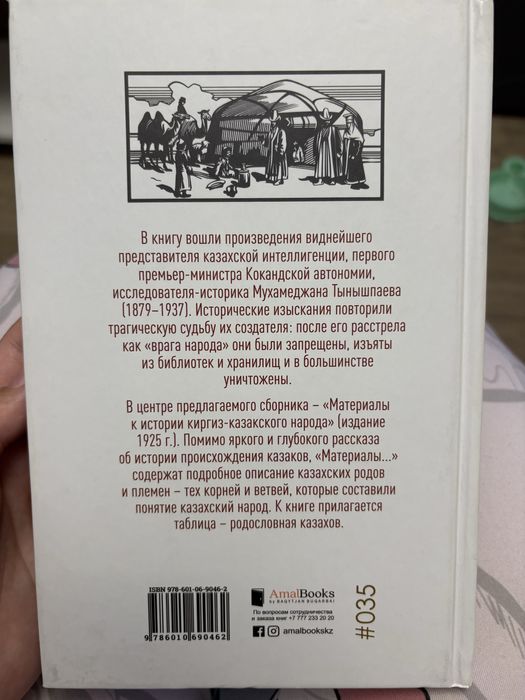 В книгу вошли произведения виднейшего
представителя казахской интеллигенции, первого
премьер-министра Кокандской автономии,
исследователя-историка Мухамеджана Тынышпаева
(1879–1937). Исторические изыскания повторили
трагическую судьбу их создателя: после его расстрела
как «врага народа» они были запрещены, изъяты
из библиотек и хранилищ и в большинстве
уничтожены.
В центре предлагаемого сборника – «Материалы
к истории киргиз-казакского народа» (издание
1925 г.). Помимо яркого и глубокого рассказа
об истории происхождения казаков, «Материалы...»
содержат подробное описание казахских родов
и племен – тех корней и ветвей, которые составили
понятие казахский народ. К книге прилагается
таблица – родословная казахов.
ISBN 978-601-06-9046-2
9 786010 690462
AmalBooks
by BAQYTJAN BUQARBAI
По вопросам сотрудничества
и заказа книг +7 777 233 20 20
amalbookskz
#035